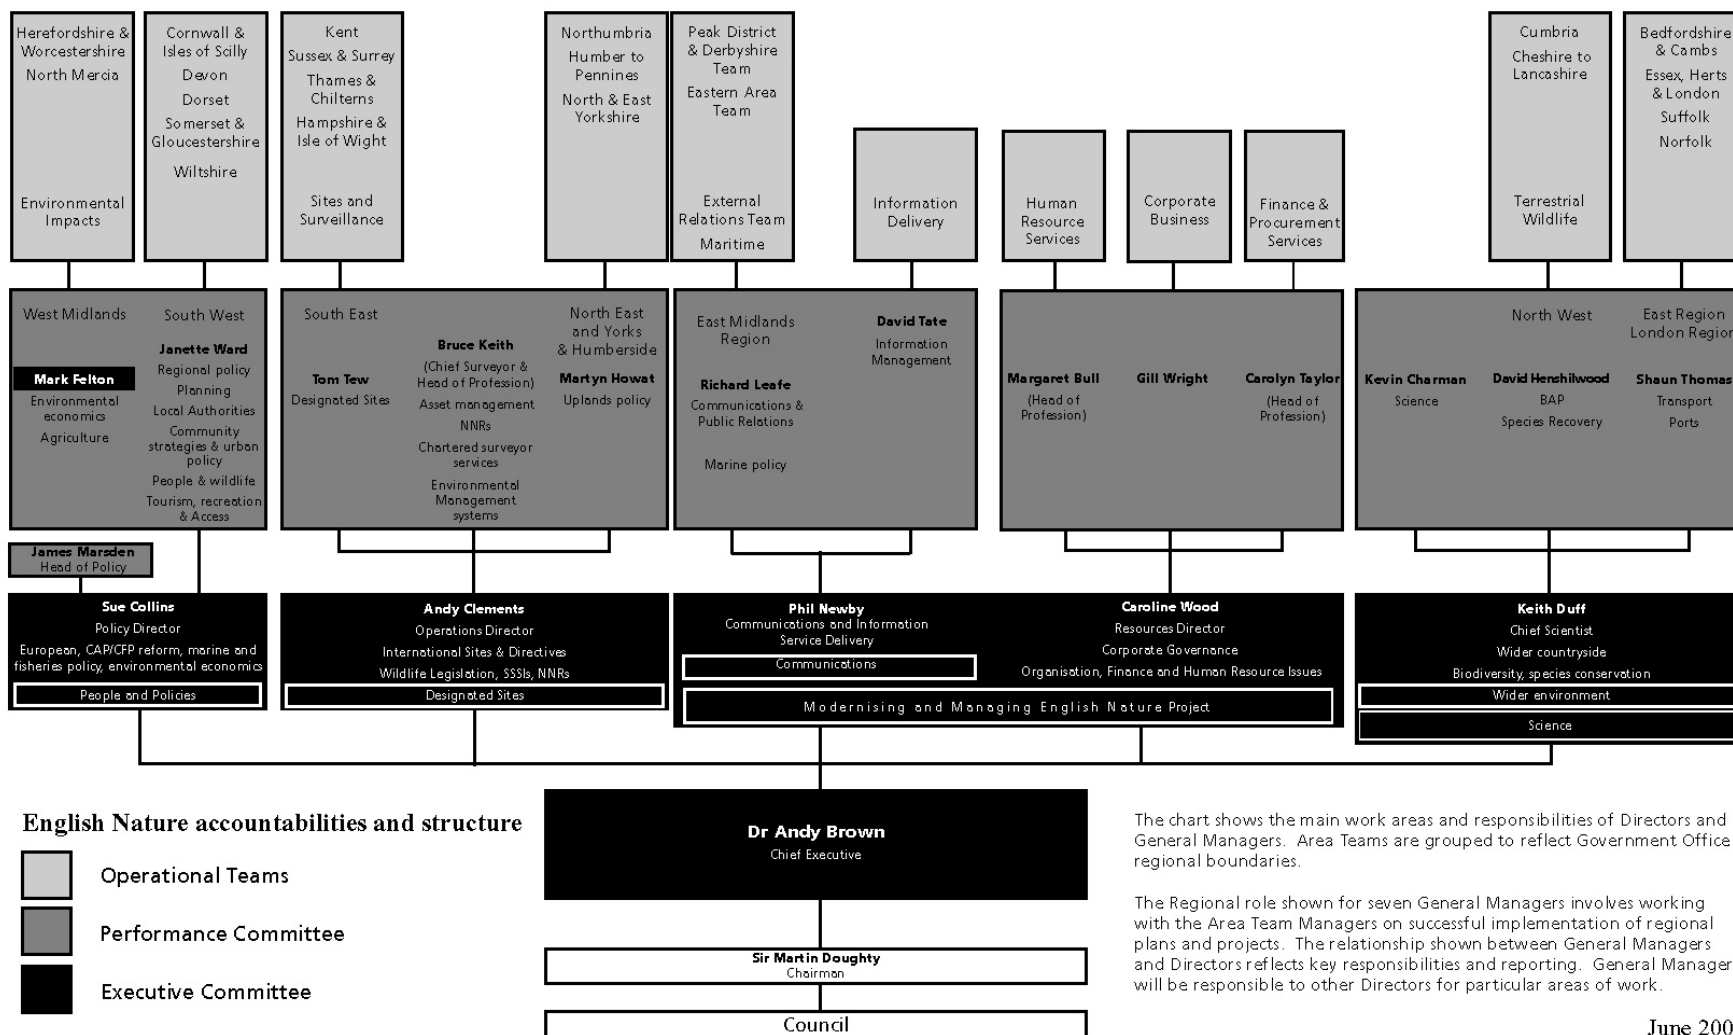 Herefordshire &
Worcestershire
North Mercia
Environmental
Impacts
Cornwall &
Isles of Scilly
Devon
Dorset
Somerset &
Gloucestershire
Wiltshire
Kent
Sussex & Surrey
Thames &
Chilterns
Hampshire &
Isle of Wight
Sites and
Surveillance
Northumbria
Humber to
Pennines
North & East
Yorkshire
Peak District
& Derbyshire
Team
Eastern Area
Team
External
Relations Team
Maritime
Information
Delivery
Human
Resource
Services
Corporate
Business
Finance &
Procurement
Services
Cumbria
Cheshire to
Lancashire
Terrestrial
Wildlife
Bedfordshire
& Cambs
Essex, Herts
& London
Suffolk
Norfolk
West Midlands
Mark Felton
Environmental
economics
Agriculture
South West
Janette Ward
Regional policy
Planning
Local Authorities
Community
strategies & urban
policy
People & wildlife
Tourism, recreation
& Access
South East
Tom Tew
Designated Sites
Bruce Keith
(Chief Surveyor &
Head of Profession)
Asset management
NNRs
Chartered surveyor
services
Environmental
Management
systems
North East
and Yorks
& Humberside
Martyn Howat
Uplands policy
East Midlands
Region
Richard Leafe
Communications &
Public Relations
Marine policy
David Tate
Information
Management
Margaret Bull
(Head of
Profession)
Gill Wright
Carolyn Taylor
(Head of
Profession)
Kevin Charman
Science
North West
David Henshilwood
BAP
Species Recovery
East Region
London Region
Shaun Thomas
Transport
Ports
James Marsden
Head of Policy
Sue Collins
Policy Director
European, CAP/CFP reform, marine and
fisheries policy, environmental economics
People and Policies
Andy Clements
Operations Director
International Sites & Directives
Wildlife Legislation, SSSIs, NNRs
Designated Sites
Phil Newby
Communications and Information
Service Delivery
Communications
Caroline Wood
Resources Director
Corporate Governance
Organisation, Finance and Human Resource Issues
Modernising and Managing English Nature Project
Keith Duff
Chief Scientist
Wider countryside
Biodiversity, species conservation
Wider environment
Science
English Nature accountabilities and structure
Operational Teams
Performance Committee
Executive Committee
Dr Andy Brown
Chief Executive
Sir Martin Doughty
Chairman
Council
The chart shows the main work areas and responsibilities of Directors and
General Managers. Area Teams are grouped to reflect Government Office
regional boundaries.
The Regional role shown for seven General Managers involves working
with the Area Team Managers on successful implementation of regional
plans and projects. The relationship shown between General Managers
and Directors reflects key responsibilities and reporting. General Manager
will be responsible to other Directors for particular areas of work.
June 200